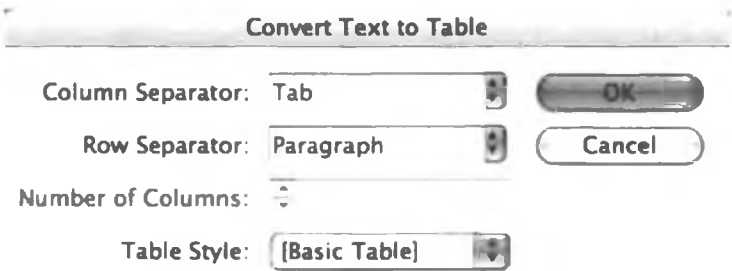 Convert Text to Table
Column Separator: Tab OK
Row Separator: Paragraph Cancel
Number of Columns:
Table Style: [Basic Table]